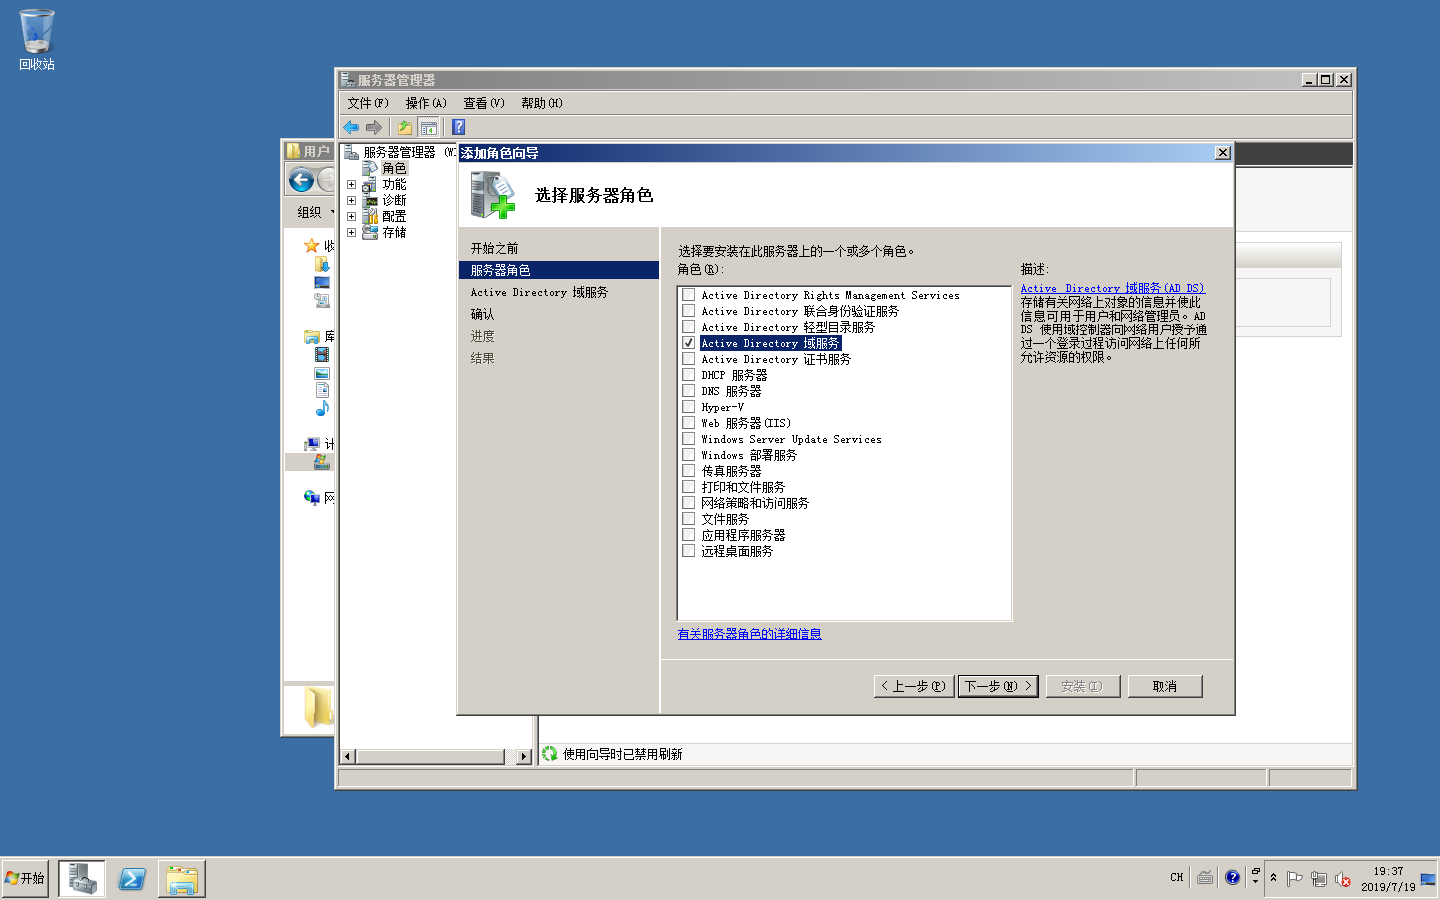 回收站
服务器管理器
文件(F) 操作(A) 查看(V) 帮助(H)
用户
组织
服务器管理器 (WI
角色
功能
诊断
配置
存储
添加角色向导
选择服务器角色
开始之前
服务器角色
Active Directory 域服务
确认
进度
结果
选择要安装在此服务器上的一个或多个角色。
角色(R):
Active Directory Rights Management Services
Active Directory 联合身份验证服务
Active Directory 轻型目录服务
Active Directory 域服务
Active Directory 证书服务
DHCP 服务器
DNS 服务器
Hyper-V
Web 服务器(IIS)
Windows Server Update Services
Windows 部署服务
传真服务器
打印和文件服务
网络策略和访问服务
文件服务
应用程序服务器
远程桌面服务
有关服务器角色的详细信息
描述:
Active Directory 域服务(AD DS)
存储有关网络上对象的信息并使此
信息可用于用户和网络管理员。AD
DS 使用域控制器向网络用户授予通
过一个登录过程访问网络上任何所
允许资源的权限。
< 上一步(P) 下一步(N) > 安装(I) 取消
使用向导时已禁用刷新
收
库
计
网
开始
CH
19:37
2019/7/19